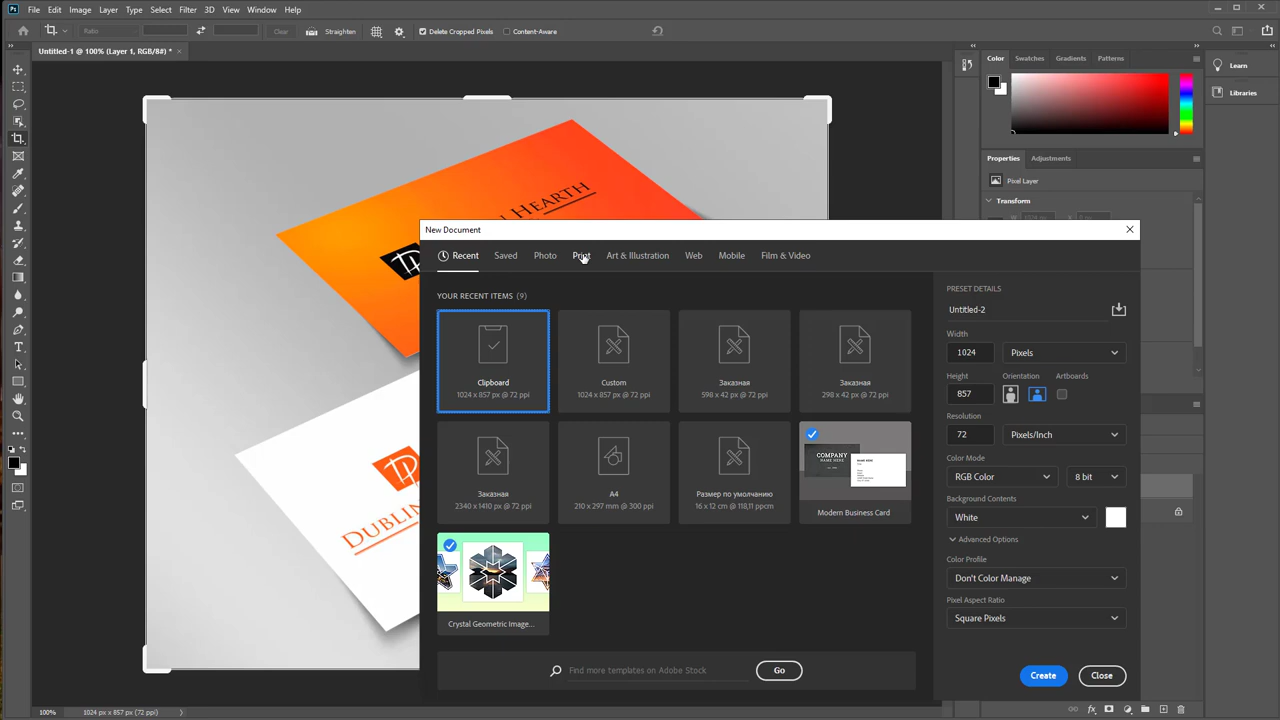 Ps File Edit Image Layer Type Select Filter 3D View Window Help
Ratio Clear Straighten Delete Cropped Pixels Content-Aware
Untitled-1 @ 100% (Layer 1, RGB/8#) *
Color Swatches Gradients Patterns
Learn
Libraries
Properties Adjustments
Pixel Layer
Transform
HEARTH
DUBLIN
New Document
Recent Saved Photo Print Art & Illustration Web Mobile Film & Video
YOUR RECENT ITEMS (9)
Clipboard
1024 x 857 px @ 72 ppi
Custom
1024 x 857 px @ 72 ppi
Заказная
598 x 42 px @ 72 ppi
Заказная
298 x 42 px @ 72 ppi
Заказная
2340 x 1410 px @ 72 ppi
A4
210 x 297 mm @ 300 ppi
Размер по умолчанию
16 x 12 cm @ 118,11 ppcm
COMPANY
NAME HERE
Modern Business Card
Crystal Geometric Image...
Find more templates on Adobe Stock
Go
PRESET DETAILS
Untitled-2
Width
1024 Pixels
Height Orientation Artboards
857
Resolution
72 Pixels/Inch
Color Mode
RGB Color 8 bit
Background Contents
White
Advanced Options
Color Profile
Don't Color Manage
Pixel Aspect Ratio
Square Pixels
Create Close
100% 1024 px x 857 px (72 ppi)